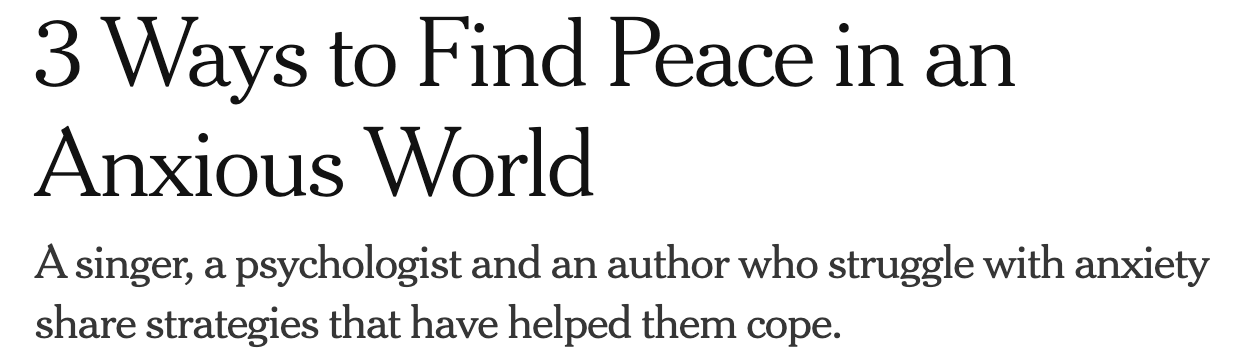 3 Ways to Find Peace in an
Anxious World
A singer, a psychologist and an author who struggle with anxiety
share strategies that have helped them cope.